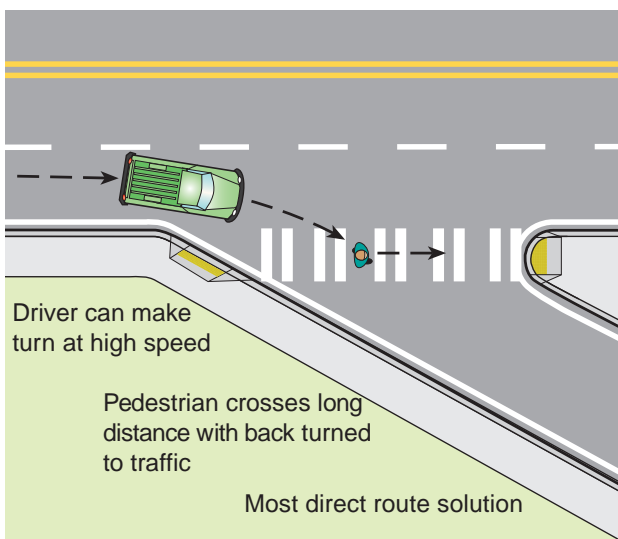 Driver can make
turn at high speed
Pedestrian crosses long
distance with back turned
to traffic
Most direct route solution